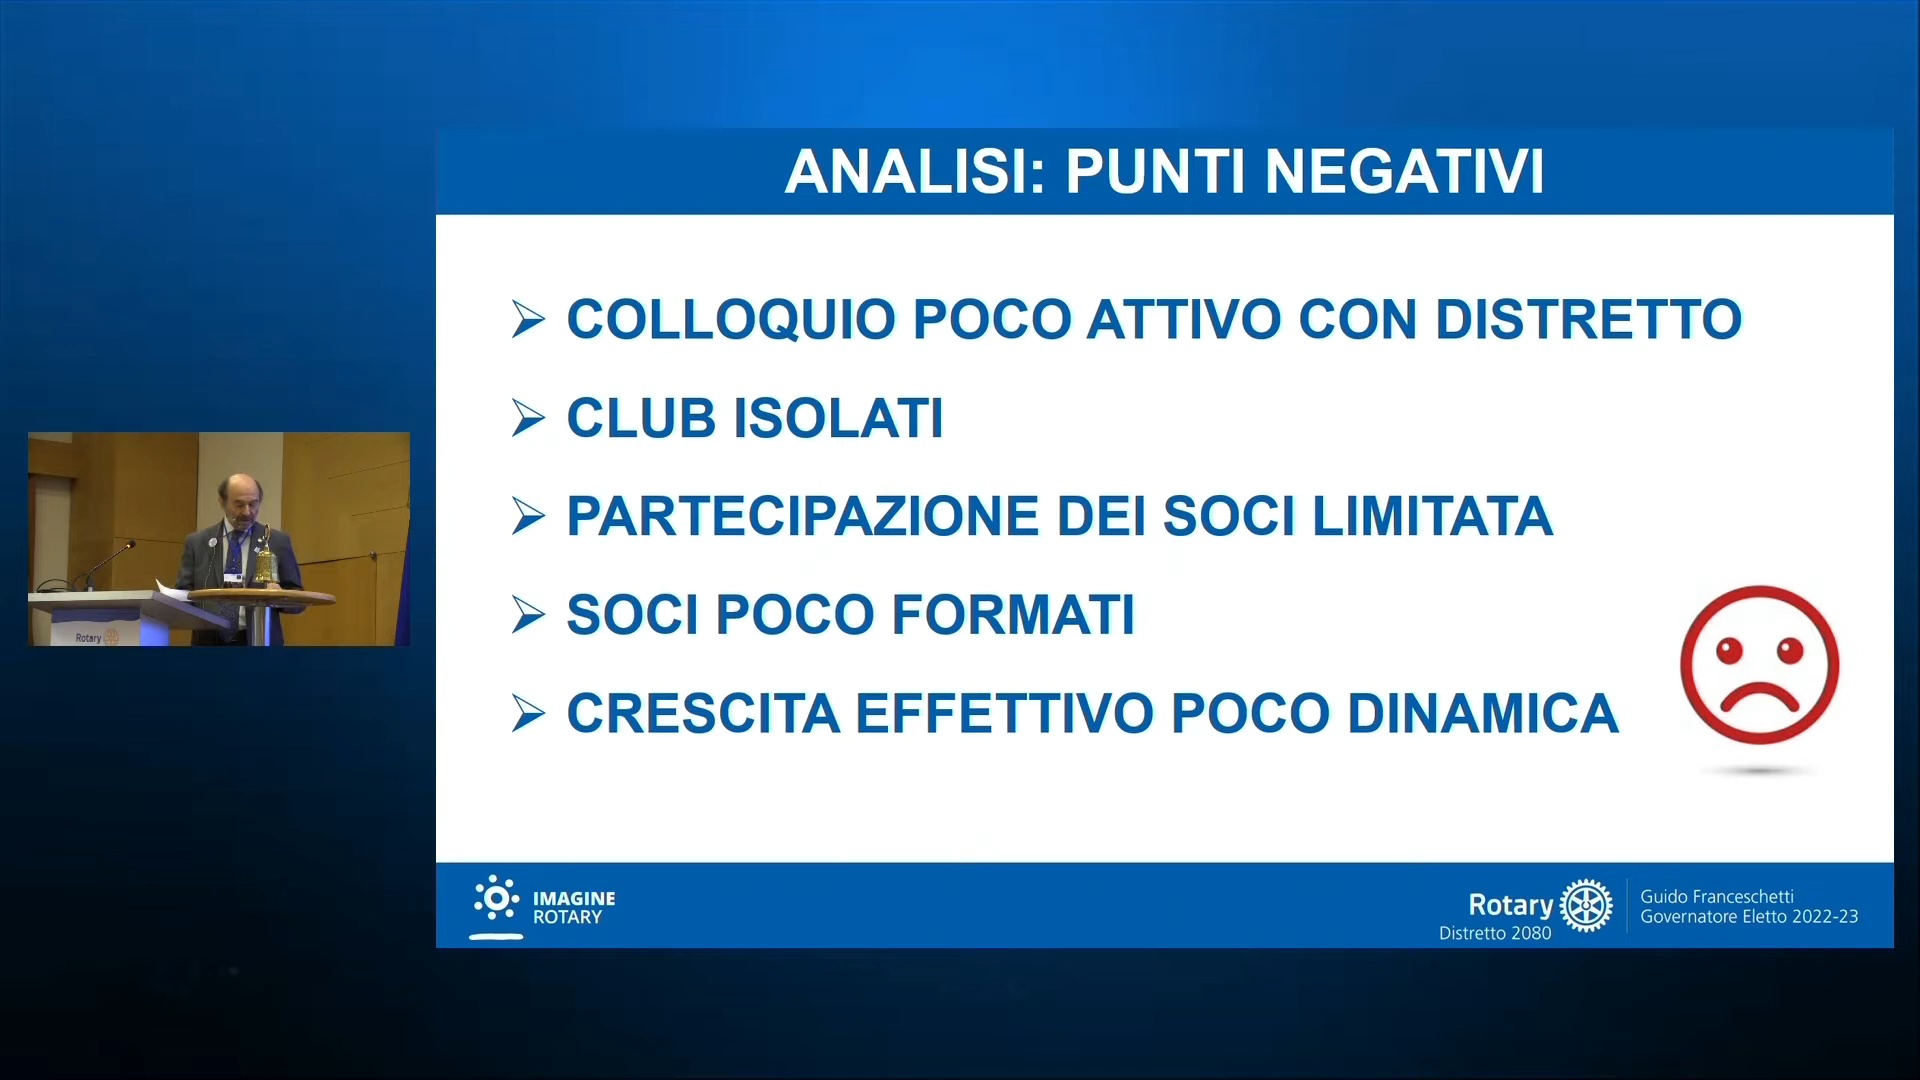 ANALISI: PUNTI NEGATIVI
COLLOQUIO POCO ATTIVO CON DISTRETTO
CLUB ISOLATI
PARTECIPAZIONE DEI SOCI LIMITATA
SOCI POCO FORMATI
CRESCITA EFFETTIVO POCO DINAMICA
Rotary
IMAGINE
ROTARY
Rotary
Distretto 2080
Guido Franceschetti
Governatore Eletto 2022-23